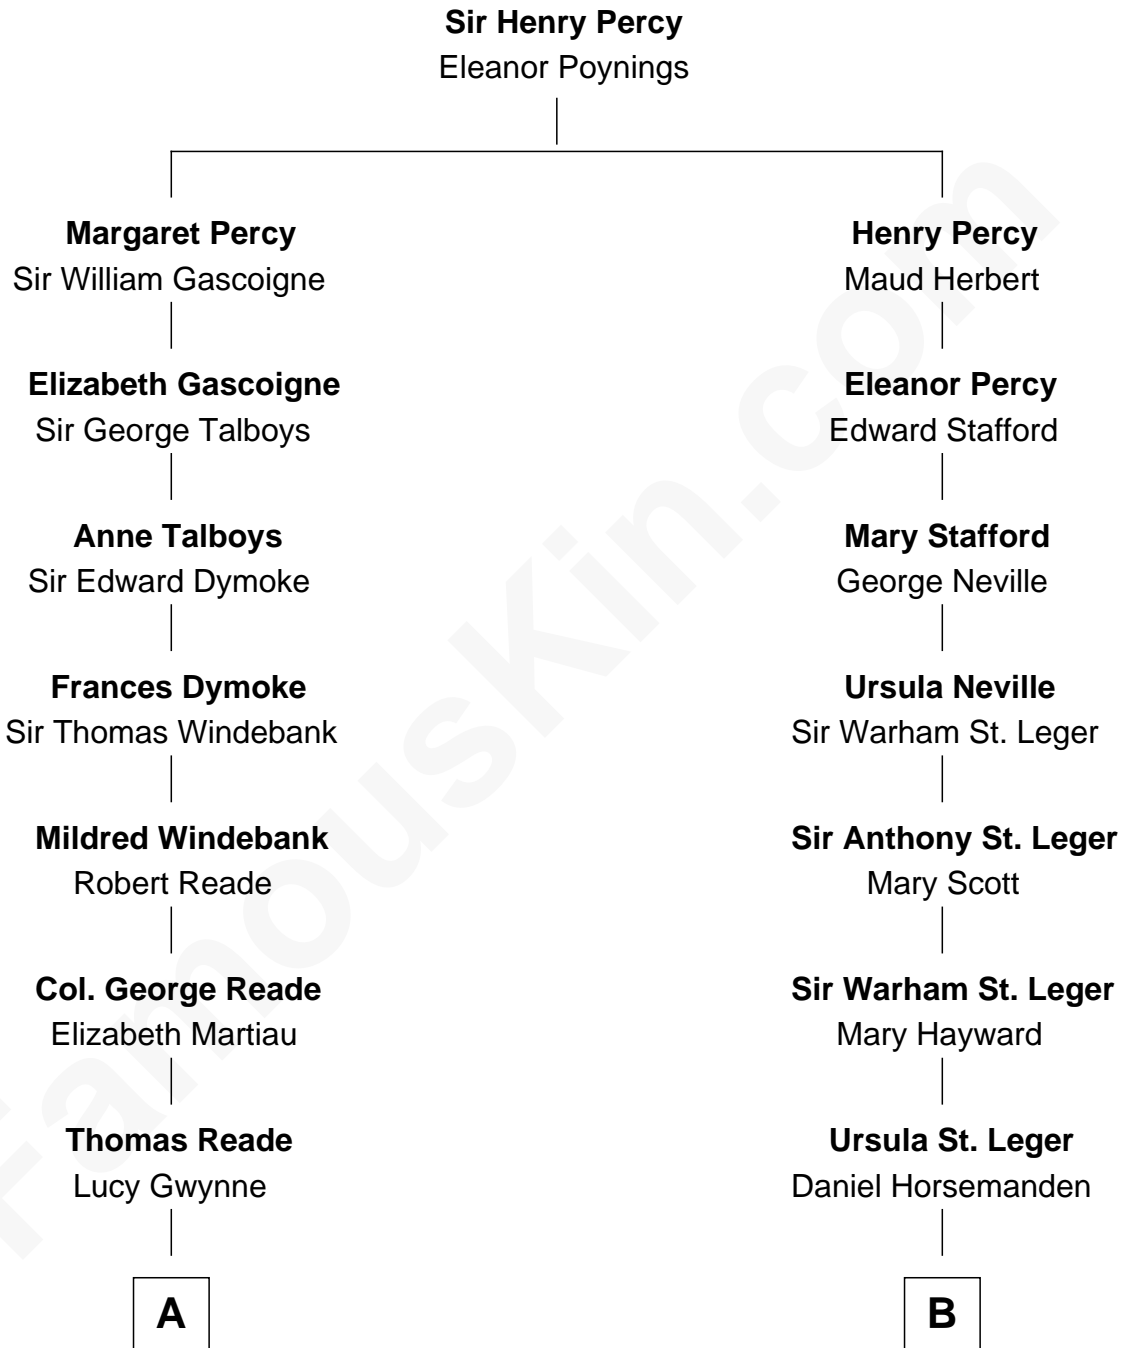 Sir Henry Percy
Eleanor Poynings
Margaret Percy
Sir William Gascoigne
Henry Percy
Maud Herbert
Elizabeth Gascoigne
Sir George Talboys
Eleanor Percy
Edward Stafford
Anne Talboys
Sir Edward Dymoke
Mary Stafford
George Neville
Frances Dymoke
Sir Thomas Windebank
Ursula Neville
Sir Warham St. Leger
Mildred Windebank
Robert Reade
Sir Anthony St. Leger
Mary Scott
Col. George Reade
Elizabeth Martiau
Sir Warham St. Leger
Mary Hayward
Thomas Reade
Lucy Gwynne
Ursula St. Leger
Daniel Horsemanden
A
B
FamousKin.com